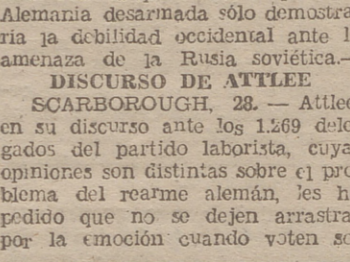 Alemania desarmada sólo demostra
ría la debilidad occidental ante l
amenaza de la Rusia soviética.—
DISCURSO DE ATTLEE
SCARBOROUGH, 28. — Attlee
en su discurso ante los 1.269 dele
gados del partido laborista, cuya
opiniones son distintas sobre el pro
blema del rearme alemán, les h
pedido que no se dejen arrastra
por la emoción cuando voten so